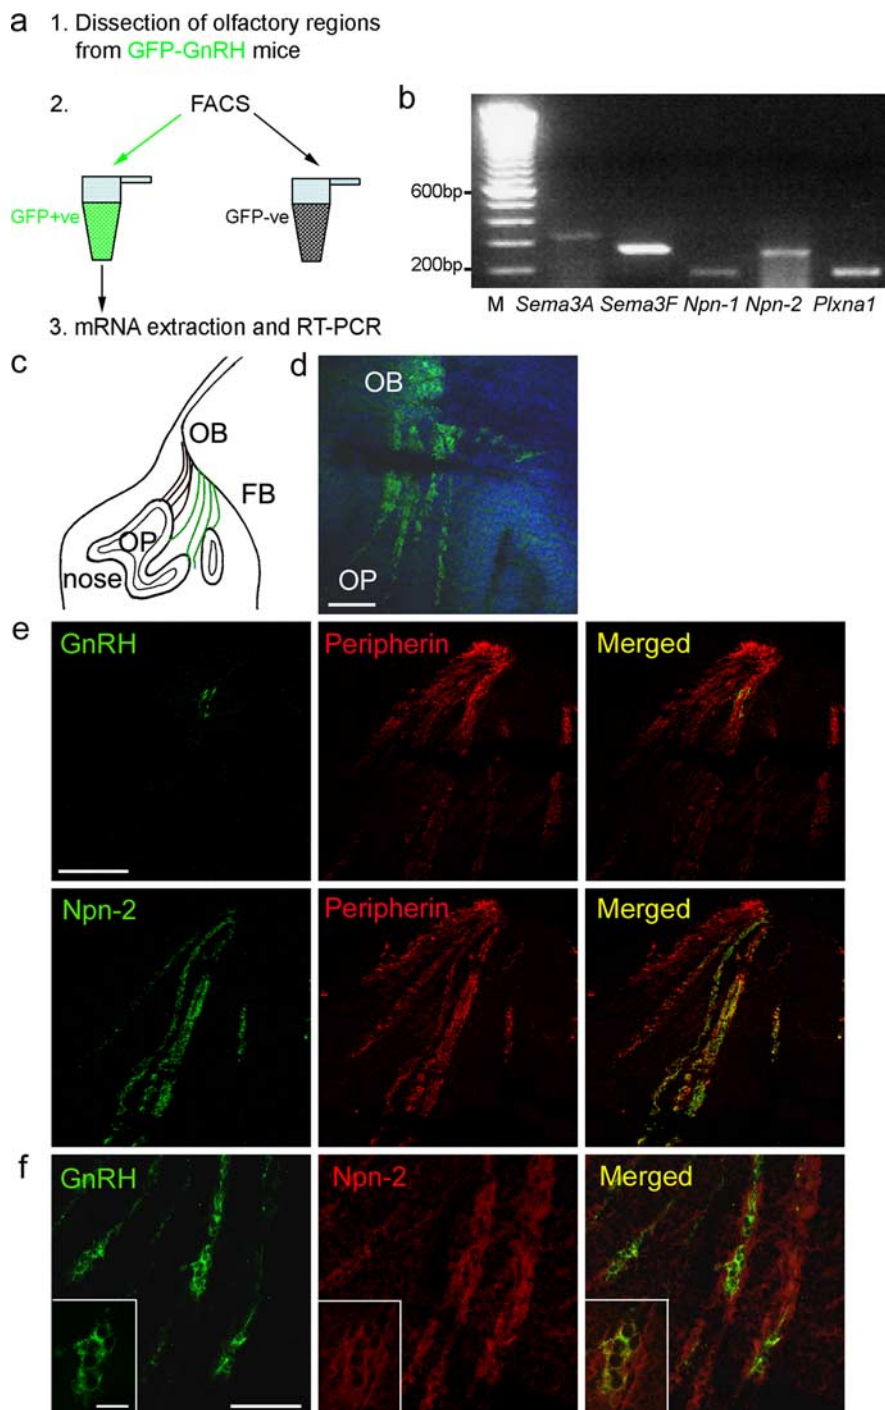 a
1. Dissection of olfactory regions
from GFP-GnRH mice
2.
FACS
GFP+ve
GFP-ve
3. mRNA extraction and RT-PCR
b
600bp
200bp
M Sema3A Sema3F Npn-1 Npn-2 Plxna1
c
OB
FB
OP
nose
d
OB
OP
e
GnRH Peripherin Merged
Npn-2 Peripherin Merged
f
GnRH Npn-2 Merged